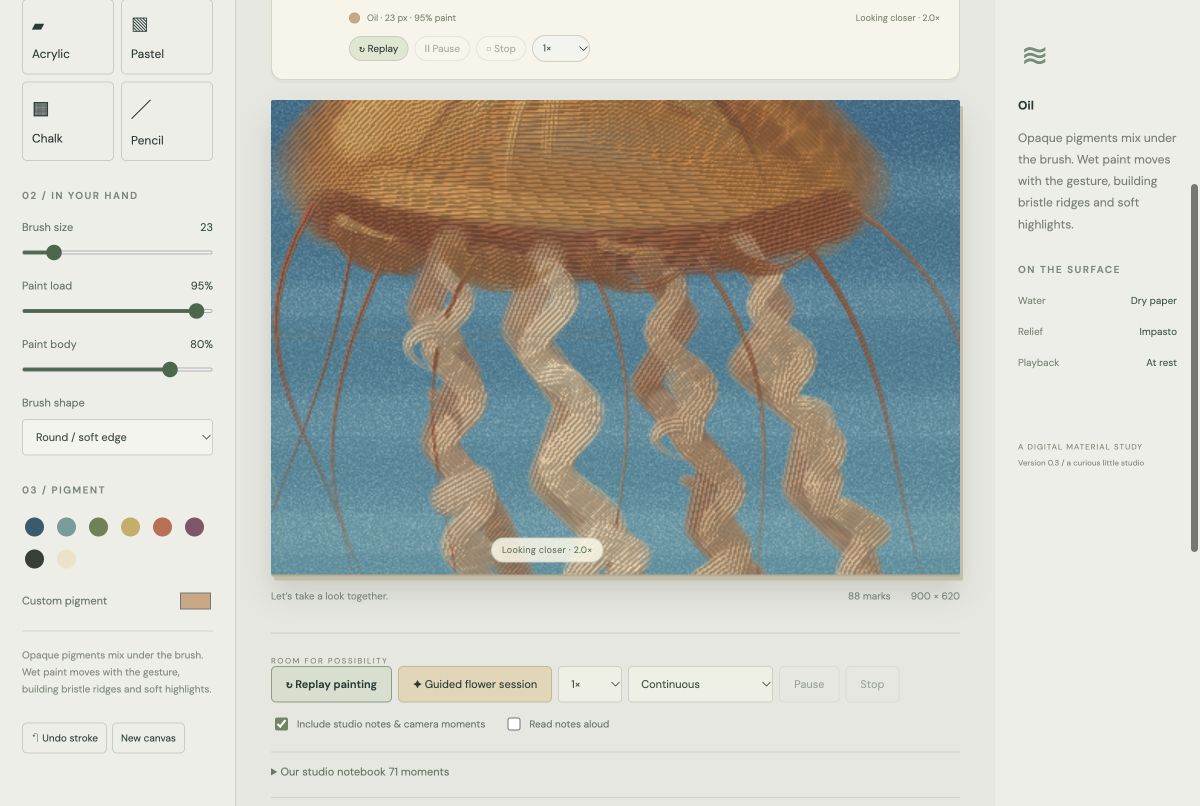 Acrylic
Pastel
Chalk
Pencil
02 / IN YOUR HAND
Brush size 23
Paint load 95%
Paint body 80%
Brush shape
Round / soft edge
03 / PIGMENT
Custom pigment
Opaque pigments mix under the brush.
Wet paint moves with the gesture,
building bristle ridges and soft highlights.
Undo stroke
New canvas
Oil · 23 px · 95% paint
Looking closer · 2.0×
↻ Replay
II Pause
□ Stop
1×
Looking closer · 2.0×
Let's take a look together.
88 marks
900 × 620
ROOM FOR POSSIBILITY
↻ Replay painting
✦ Guided flower session
1×
Continuous
Pause
Stop
Include studio notes & camera moments
Read notes aloud
▶ Our studio notebook 71 moments
Oil
Opaque pigments mix under
the brush. Wet paint moves
with the gesture, building
bristle ridges and soft
highlights.
ON THE SURFACE
Water Dry paper
Relief Impasto
Playback At rest
A DIGITAL MATERIAL STUDY
Version 0.3 / a curious little studio